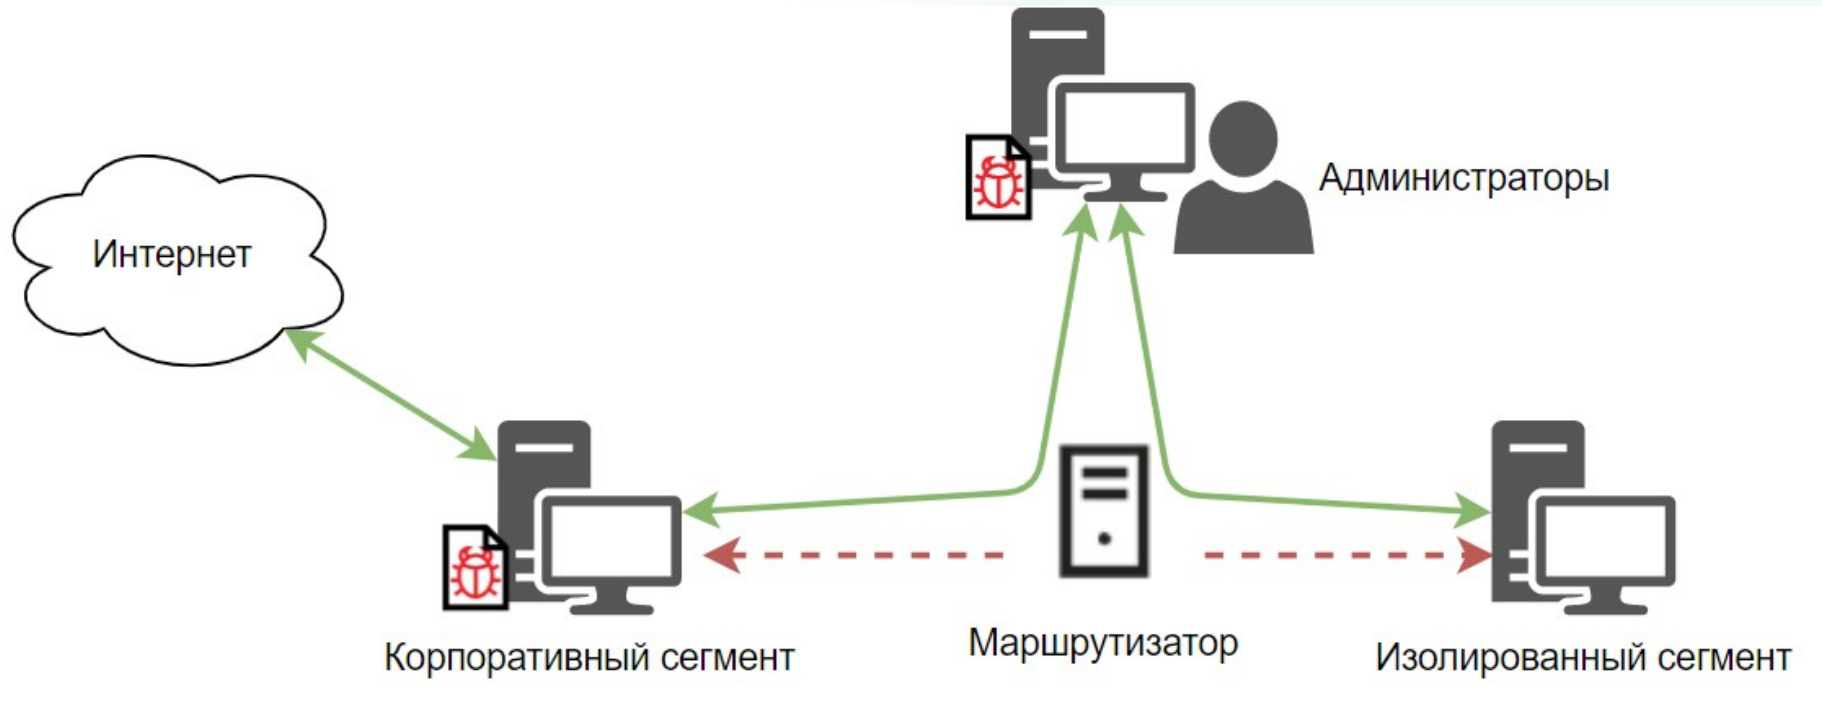 Администраторы
Интернет
Корпоративный сегмент
Маршрутизатор
Изолированный сегмент